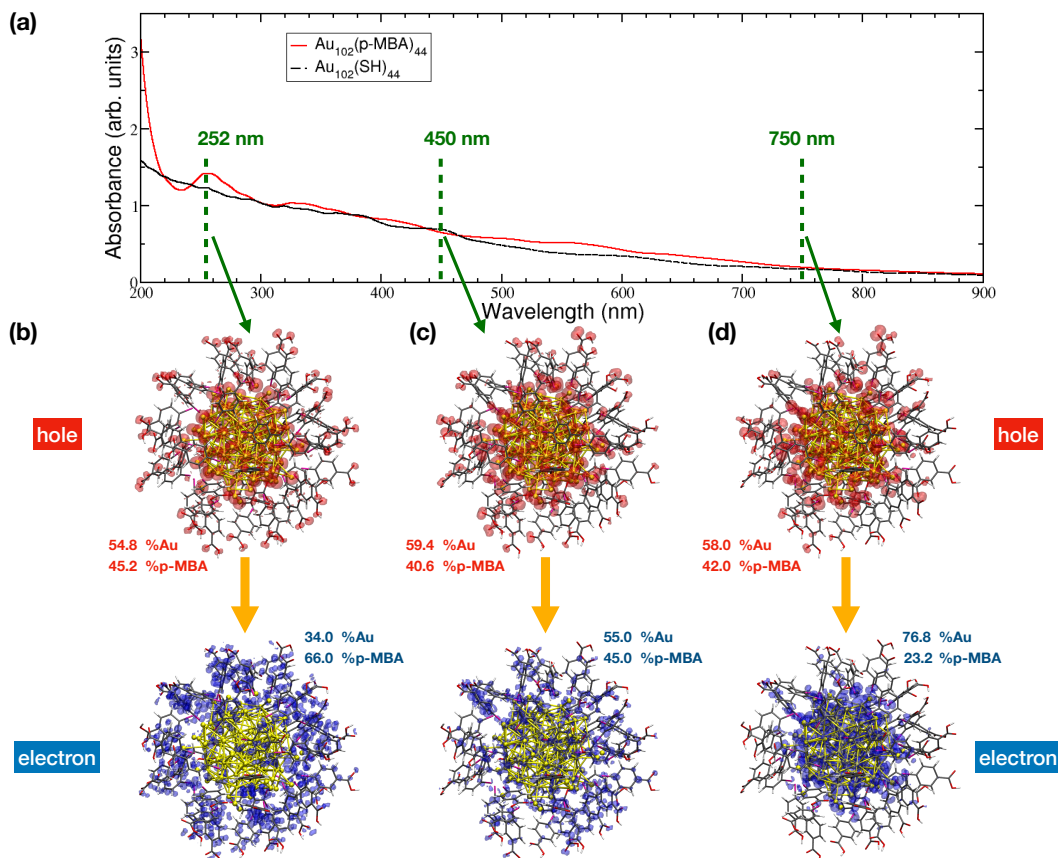 (a)
Absorbance (arb. units)
3
2
1
0
Au102(p-MBA)44
Au102(SH)44
252 nm
450 nm
750 nm
200
300
400
500
600
700
800
900
Wavelength (nm)
(b)
(c)
(d)
hole
hole
54.8 %Au
45.2 %p-MBA
59.4 %Au
40.6 %p-MBA
58.0 %Au
42.0 %p-MBA
34.0 %Au
66.0 %p-MBA
55.0 %Au
45.0 %p-MBA
76.8 %Au
23.2 %p-MBA
electron
electron